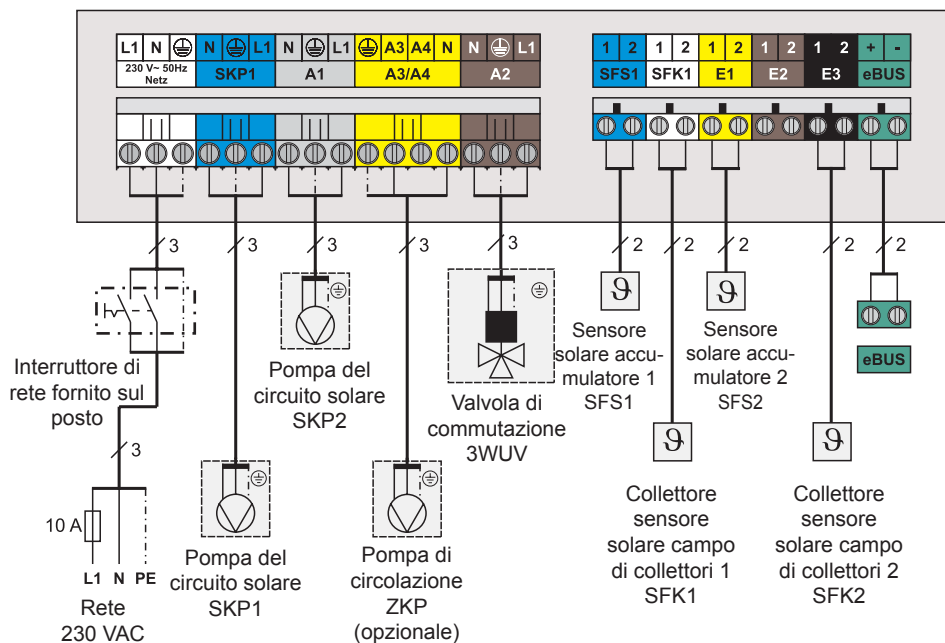 L1 N
230 V~ 50Hz
Netz
N L1
SKP1
N L1
A1
A3 A4 N
A3/A4
N L1
A2
1 2
SFS1
1 2
SFK1
1 2
E1
1 2
E2
1 2
E3
+ -
eBUS
3
3
3
3
3
2
2
2
2
2
Interruttore di
rete fornito sul
posto
3
10 A
L1 N PE
Rete
230 VAC
Pompa del
circuito solare
SKP1
Pompa del
circuito solare
SKP2
Pompa di
circolazione
ZKP
(opzionale)
Valvola di
commutazione
3WUV
ϑ
Sensore
solare accu-
mulatore 1
SFS1
ϑ
Sensore
solare accu-
mulatore 2
SFS2
eBUS
ϑ
Collettore
sensore
solare campo
di collettori 1
SFK1
ϑ
Collettore
sensore
solare campo
di collettori 2
SFK2